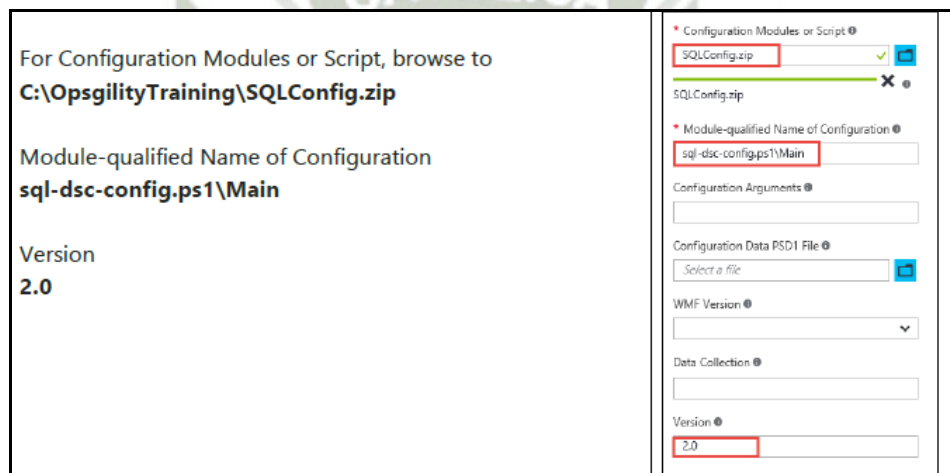 For Configuration Modules or Script, browse to
C:\OpsgilityTraining\SQLConfig.zip
Module-qualified Name of Configuration
sql-dsc-config.ps1\Main
Version
2.0
* Configuration Modules or Script
SQLConfig.zip
SQLConfig.zip
* Module-qualified Name of Configuration
sql-dsc-config.ps1\Main
Configuration Arguments
Configuration Data PSD1 File
Select a file
WMF Version
Data Collection
Version
2.0